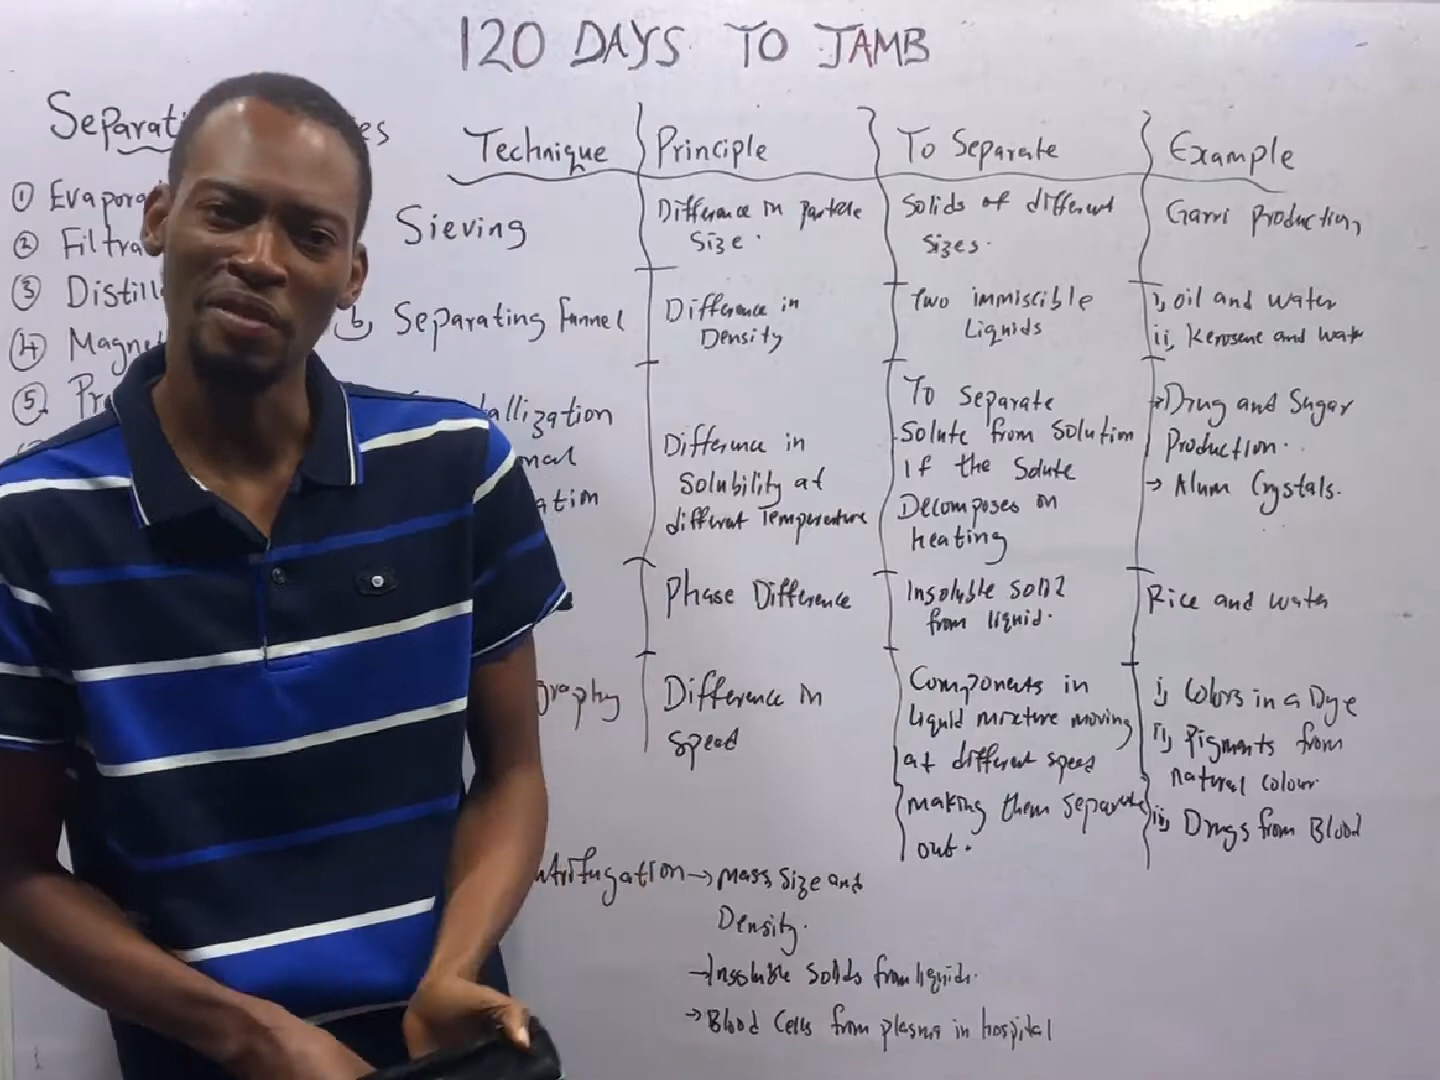 120 DAYS TO JAMB
Separati es
① Evapora
② Filtra
③ Distill
④ Magne
⑤ Pr
Technique Principle To Separate Example
Sieving
Difference in Particle
Size.
Solids of different
Sizes.
Garri Production,
b, Separating Funnel
Difference in
Density
Two immiscible
Liquids
i, oil and water
ii, Kerosene and water
allization
nal
ation
Difference in
Solubility at
different Temperature
To Separate
Solute from Solution
If the Solute
Decomposes on
heating
→Drug and Sugar
Production.
→ Alum Crystals.
Phase Difference
Insoluble solid
from liquid.
Rice and water
graphy
Difference in
Speed
Components in
liquid mixture moving
at different speed
making them separate
out.
i, Colors in a Dye
ii, Pigments from
natural colour
iii, Drugs from Blood
ntrifugation → Mass, Size and
Density.
→Insoluble Solids from liquids.
→Blood Cells from plasma in hospital